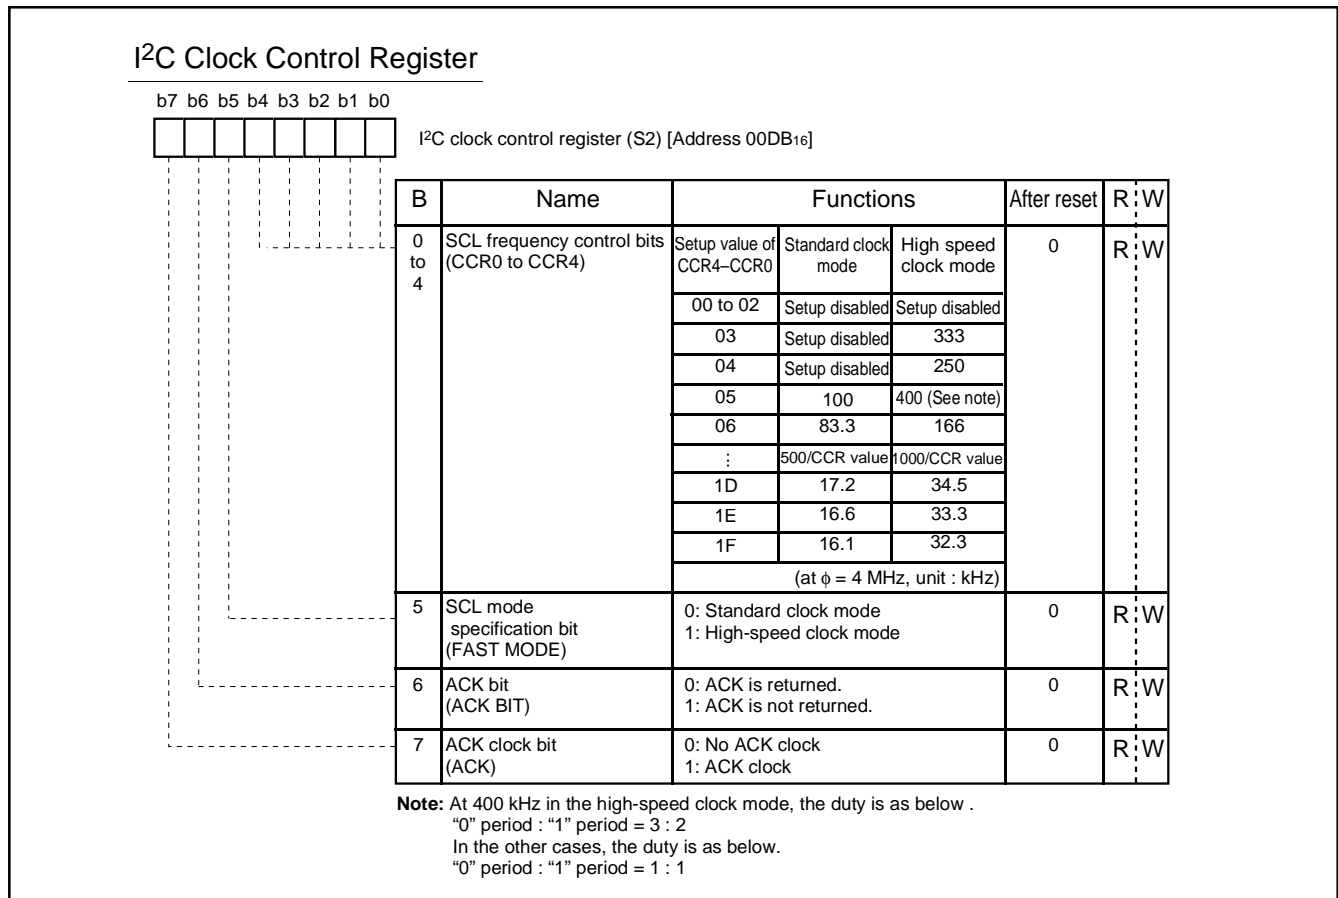 I2C Clock Control Register
b7 b6 b5 b4 b3 b2 b1 b0
I2C clock control register (S2) [Address 00DB16]
B Name Functions After reset R W
0 to 4 SCL frequency control bits (CCR0 to CCR4) 0 R W
Setup value of CCR4–CCR0 Standard clock mode High speed clock mode
00 to 02 Setup disabled Setup disabled
03 Setup disabled 333
04 Setup disabled 250
05 100 400 (See note)
06 83.3 166
⋮ 500/CCR value 1000/CCR value
1D 17.2 34.5
1E 16.6 33.3
1F 16.1 32.3
(at ϕ = 4 MHz, unit : kHz)
5 SCL mode 0: Standard clock mode 0 R W
specification bit 1: High-speed clock mode
(FAST MODE)
6 ACK bit 0: ACK is returned. 0 R W
(ACK BIT) 1: ACK is not returned.
7 ACK clock bit 0: No ACK clock 0 R W
(ACK) 1: ACK clock
Note: At 400 kHz in the high-speed clock mode, the duty is as below .
“0” period : “1” period = 3 : 2
In the other cases, the duty is as below.
“0” period : “1” period = 1 : 1